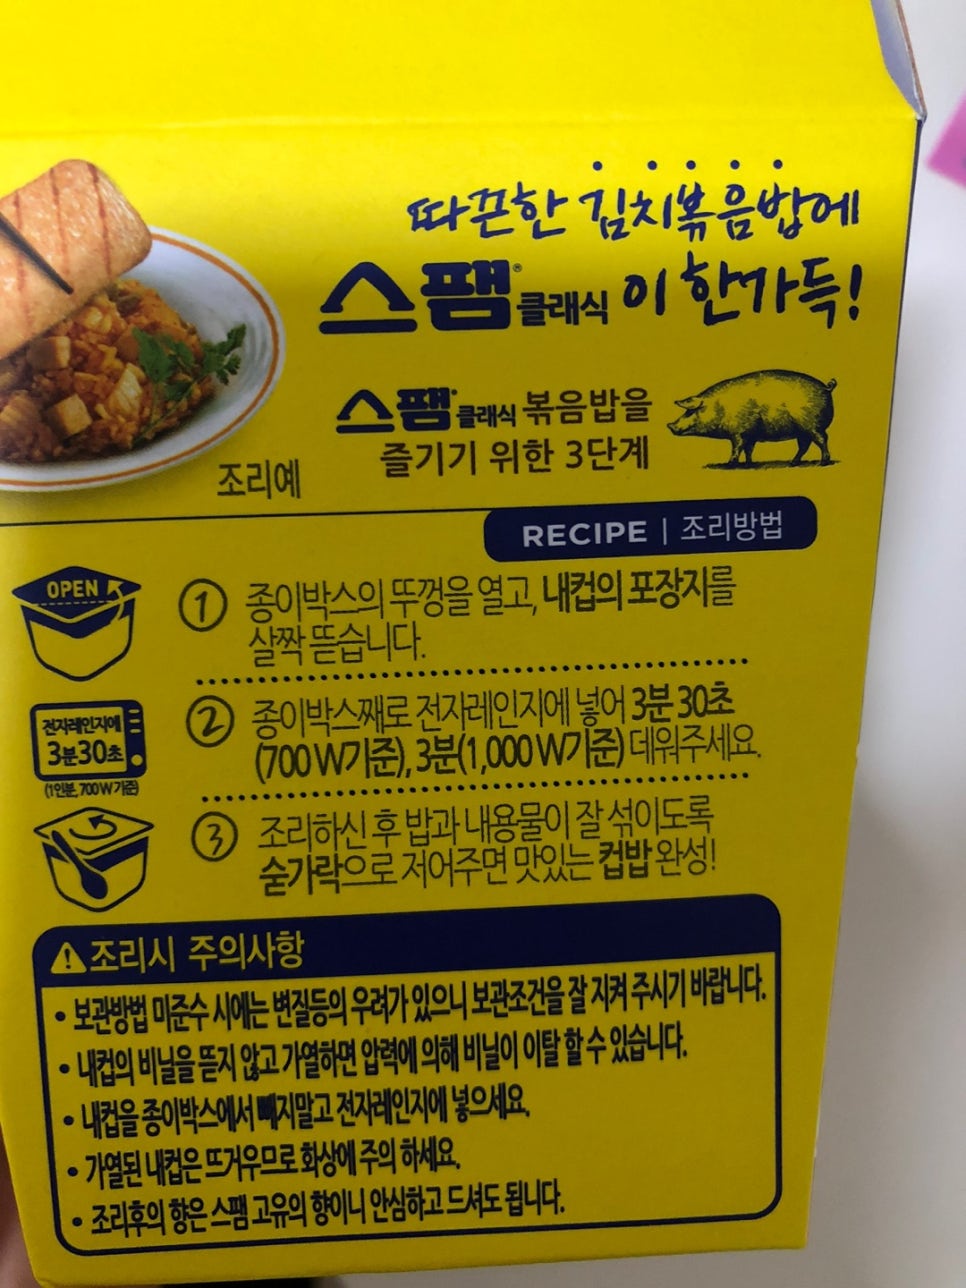 따끈한 김치볶음밥에
스팸® 클래식 이 한가득!
스팸® 클래식 볶음밥을
즐기기 위한 3단계
조리예
RECIPE | 조리방법
OPEN
① 종이박스의 뚜껑을 열고, 내컵의 포장지를
살짝 뜯습니다.
전자레인지에
3분30초
(1인분, 700W기준)
② 종이박스째로 전자레인지에 넣어 3분 30초
(700W기준), 3분(1,000W기준) 데워주세요.
③ 조리하신 후 밥과 내용물이 잘 섞이도록
숟가락으로 저어주면 맛있는 컵밥 완성!
조리시 주의사항
• 보관방법 미준수 시에는 변질등의 우려가 있으니 보관조건을 잘 지켜 주시기 바랍니다.
• 내컵의 비닐을 뜯지 않고 가열하면 압력에 의해 비닐이 이탈 할 수 있습니다.
• 내컵을 종이박스에서 빼지말고 전자레인지에 넣으세요.
• 가열된 내컵은 뜨거우므로 화상에 주의 하세요.
• 조리후의 향은 스팸 고유의 향이니 안심하고 드셔도 됩니다.